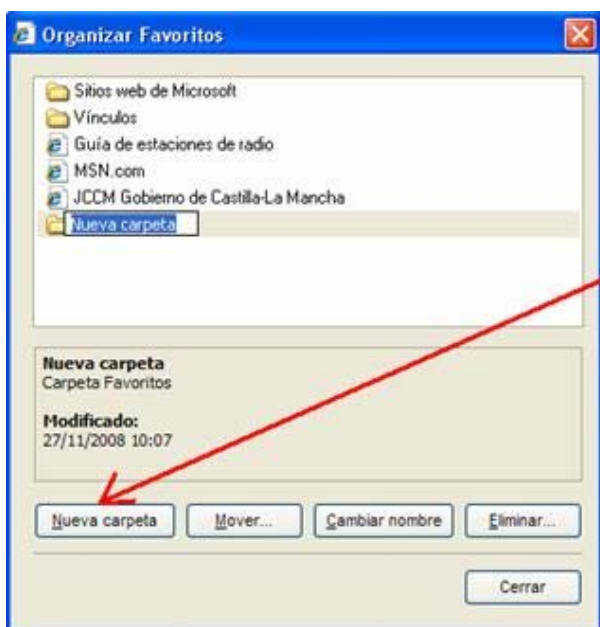 Organizar Favoritos
Sitios web de Microsoft
Vínculos
Guía de estaciones de radio
MSN.com
JCCM Gobierno de Castilla-La Mancha
Nueva carpeta
Nueva carpeta
Carpeta Favoritos
Modificado:
27/11/2008 10:07
Nueva carpeta Mover... Cambiar nombre Eliminar...
Cerrar